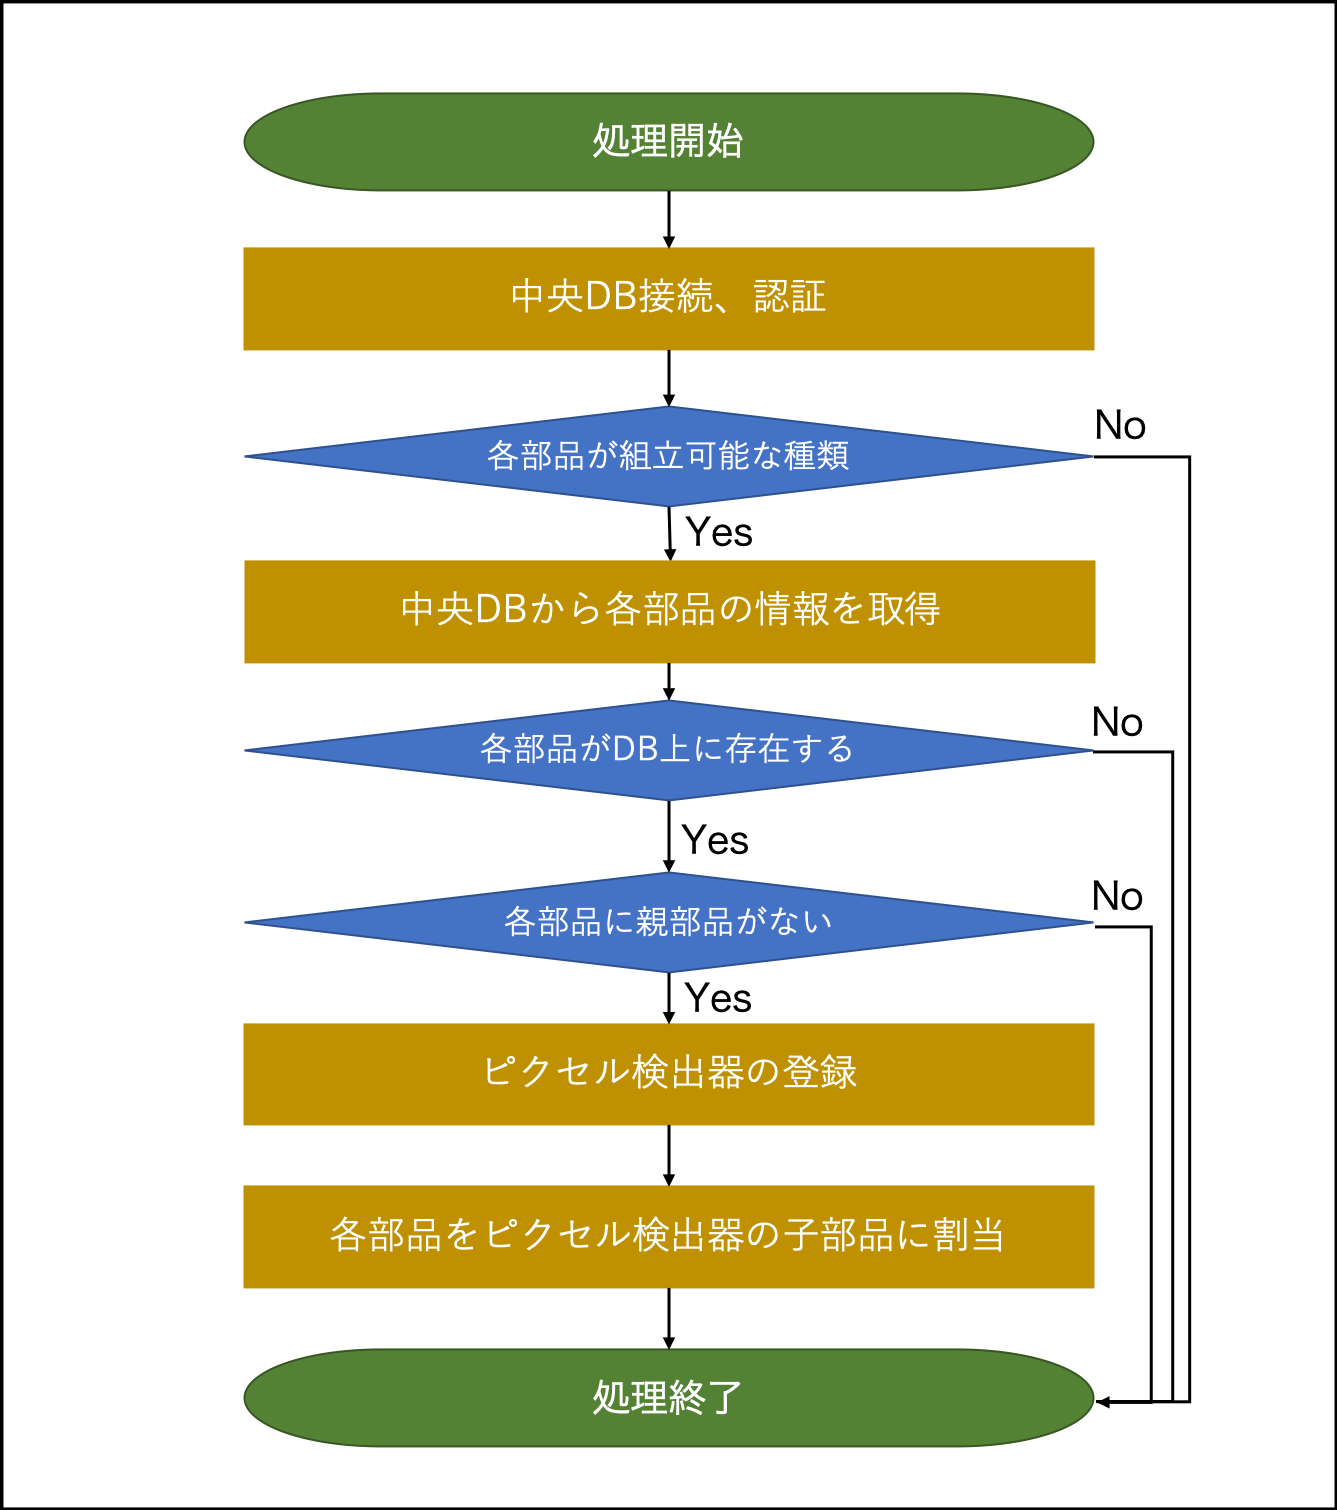 処理開始
中央DB接続、認証
各部品が組立可能な種類
No
Yes
中央DBから各部品の情報を取得
各部品がDB上に存在する
No
Yes
各部品に親部品がない
No
Yes
ピクセル検出器の登録
各部品をピクセル検出器の子部品に割当
処理終了